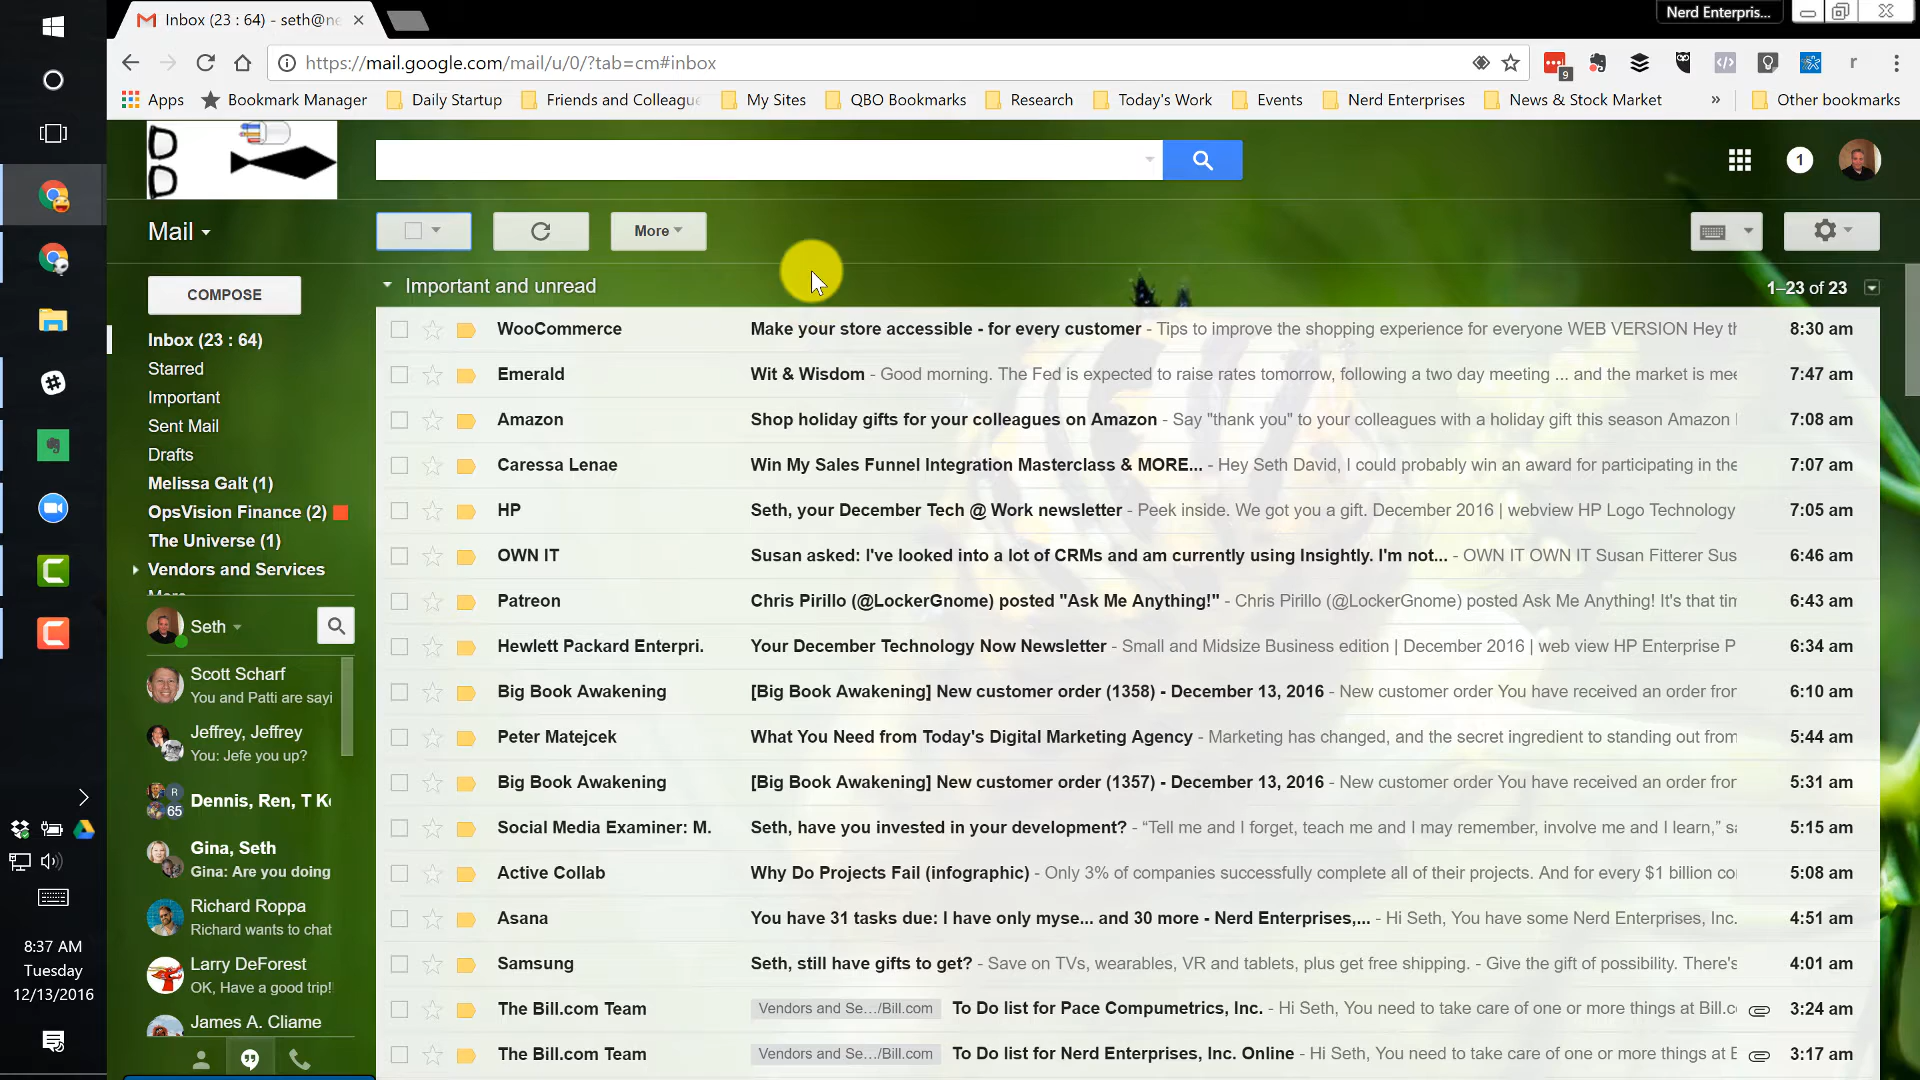 Inbox (23 : 64) - seth@ne
Nerd Enterpris...
https://mail.google.com/mail/u/0/?tab=cm#inbox
9
r
Apps
Bookmark Manager
Daily Startup
Friends and Colleague
My Sites
QBO Bookmarks
Research
Today's Work
Events
Nerd Enterprises
News & Stock Market
»
Other bookmarks
1
Mail
More
COMPOSE
Important and unread
1–23 of 23
Inbox (23 : 64)
Starred
Important
Sent Mail
Drafts
Melissa Galt (1)
OpsVision Finance (2)
The Universe (1)
Vendors and Services
More
Seth
Scott Scharf
You and Patti are sayi
Jeffrey, Jeffrey
You: Jefe you up?
R
65
Dennis, Ren, T Ke
Gina, Seth
Gina: Are you doing
Richard Roppa
Richard wants to chat
Larry DeForest
OK, Have a good trip!
James A. Cliame
WooCommerce Make your store accessible - for every customer - Tips to improve the shopping experience for everyone WEB VERSION Hey th 8:30 am
Emerald Wit & Wisdom - Good morning. The Fed is expected to raise rates tomorrow, following a two day meeting ... and the market is mee 7:47 am
Amazon Shop holiday gifts for your colleagues on Amazon - Say "thank you" to your colleagues with a holiday gift this season Amazon 7:08 am
Caressa Lenae Win My Sales Funnel Integration Masterclass & MORE... - Hey Seth David, I could probably win an award for participating in the 7:07 am
HP Seth, your December Tech @ Work newsletter - Peek inside. We got you a gift. December 2016 | webview HP Logo Technology 7:05 am
OWN IT Susan asked: I've looked into a lot of CRMs and am currently using Insightly. I'm not... - OWN IT OWN IT Susan Fitterer Sus 6:46 am
Patreon Chris Pirillo (@LockerGnome) posted "Ask Me Anything!" - Chris Pirillo (@LockerGnome) posted Ask Me Anything! It's that tim 6:43 am
Hewlett Packard Enterpri. Your December Technology Now Newsletter - Small and Midsize Business edition | December 2016 | web view HP Enterprise P 6:34 am
Big Book Awakening [Big Book Awakening] New customer order (1358) - December 13, 2016 - New customer order You have received an order from 6:10 am
Peter Matejcek What You Need from Today's Digital Marketing Agency - Marketing has changed, and the secret ingredient to standing out from 5:44 am
Big Book Awakening [Big Book Awakening] New customer order (1357) - December 13, 2016 - New customer order You have received an order from 5:31 am
Social Media Examiner: M. Seth, have you invested in your development? - “Tell me and I forget, teach me and I may remember, involve me and I learn,” sa 5:15 am
Active Collab Why Do Projects Fail (infographic) - Only 3% of companies successfully complete all of their projects. And for every $1 billion co 5:08 am
Asana You have 31 tasks due: I have only myse... and 30 more - Nerd Enterprises,... - Hi Seth, You have some Nerd Enterprises, Inc. 4:51 am
Samsung Seth, still have gifts to get? - Save on TVs, wearables, VR and tablets, plus get free shipping. - Give the gift of possibility. There's 4:01 am
The Bill.com Team Vendors and Se.../Bill.com To Do list for Pace Compumetrics, Inc. - Hi Seth, You need to take care of one or more things at Bill.c 3:24 am
The Bill.com Team Vendors and Se.../Bill.com To Do list for Nerd Enterprises, Inc. Online - Hi Seth, You need to take care of one or more things at 3:17 am
8:37 AM
Tuesday
12/13/2016